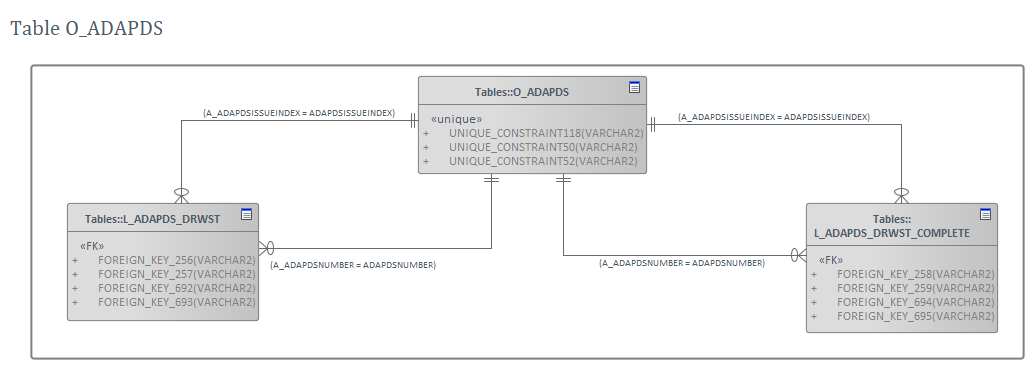 Table O_ADAPDS
Tables::O_ADAPDS
«unique»
+ UNIQUE_CONSTRAINT118(VARCHAR2)
+ UNIQUE_CONSTRAINT50(VARCHAR2)
+ UNIQUE_CONSTRAINT52(VARCHAR2)
(A_ADAPDSISSUEINDEX = ADAPDSISSUEINDEX)
(A_ADAPDSISSUEINDEX = ADAPDSISSUEINDEX)
Tables::L_ADAPDS_DRWST
«FK»
+ FOREIGN_KEY_256(VARCHAR2)
+ FOREIGN_KEY_257(VARCHAR2)
+ FOREIGN_KEY_692(VARCHAR2)
+ FOREIGN_KEY_693(VARCHAR2)
(A_ADAPDSNUMBER = ADAPDSNUMBER)
(A_ADAPDSNUMBER = ADAPDSNUMBER)
Tables::
L_ADAPDS_DRWST_COMPLETE
«FK»
+ FOREIGN_KEY_258(VARCHAR2)
+ FOREIGN_KEY_259(VARCHAR2)
+ FOREIGN_KEY_694(VARCHAR2)
+ FOREIGN_KEY_695(VARCHAR2)